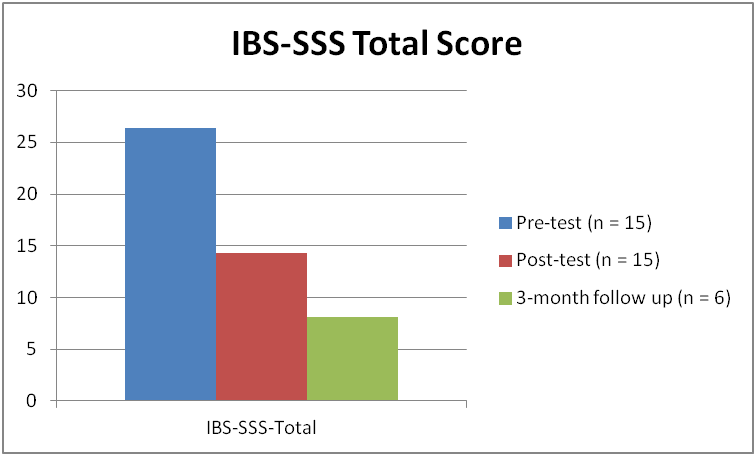 IBS-SSS Total Score
30
25
20
15
10
5
0
IBS-SSS-Total
Pre-test (n = 15)
Post-test (n = 15)
3-month follow up (n = 6)